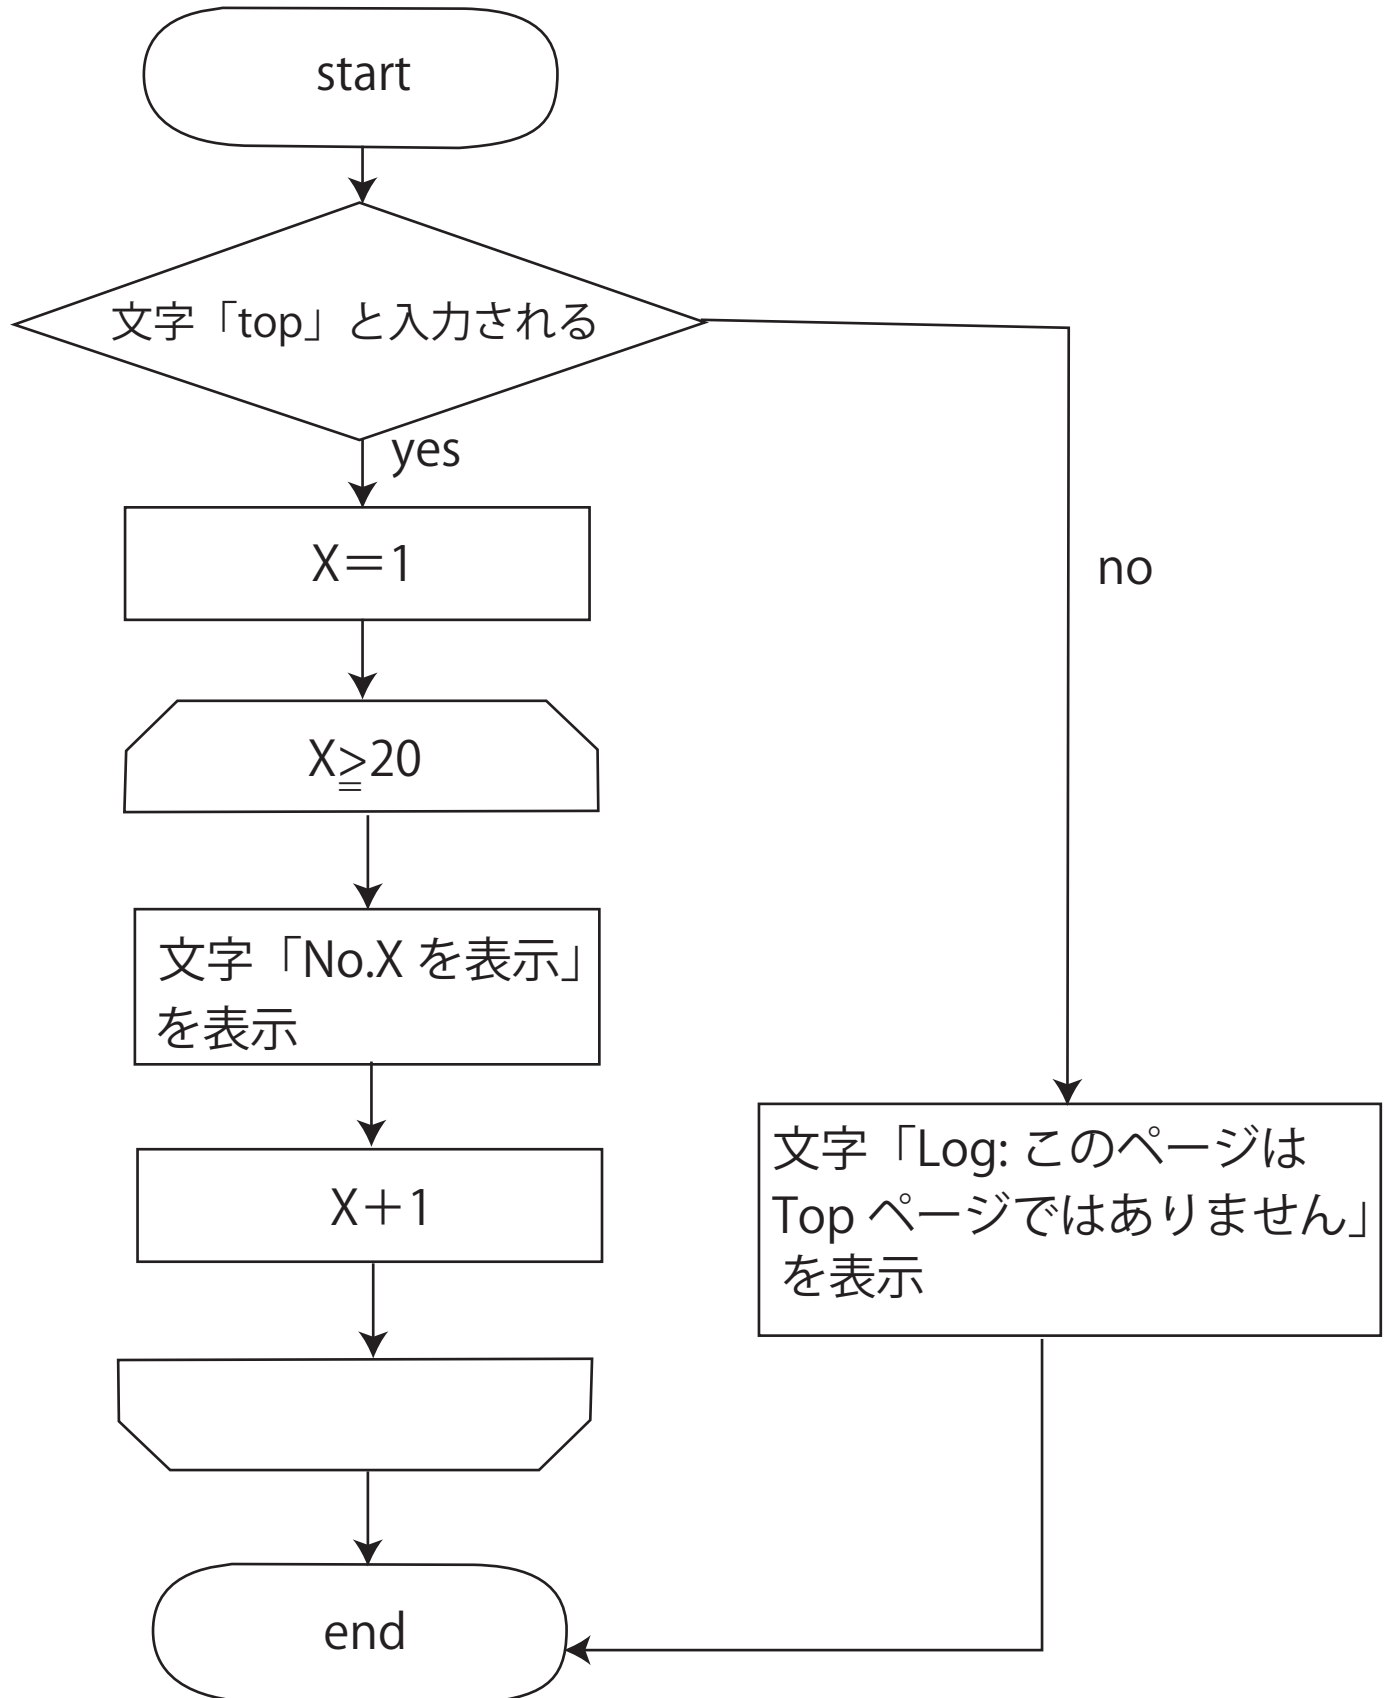 start
文字「top」と入力される
yes
X＝1
no
X≧20
文字「No.X を表示」
を表示
X＋1
文字「Log: このページは
Top ページではありません」
を表示
end